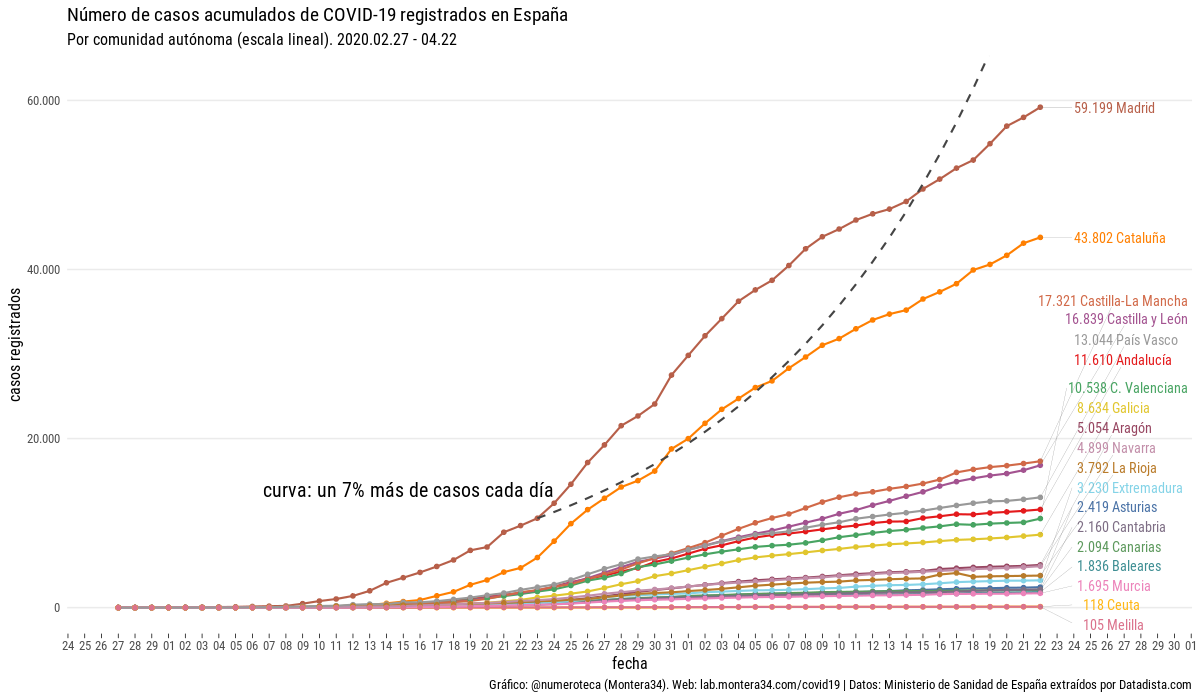 Número de casos acumulados de COVID-19 registrados en España
Por comunidad autónoma (escala lineal). 2020.02.27 - 04.22
60.000
40.000
20.000
0
casos registrados
curva: un 7% más de casos cada día
59.199 Madrid
43.802 Cataluña
17.321 Castilla-La Mancha
16.839 Castilla y León
13.044 País Vasco
11.610 Andalucía
10.538 C. Valenciana
8.634 Galicia
5.054 Aragón
4.899 Navarra
3.792 La Rioja
3.230 Extremadura
2.419 Asturias
2.160 Cantabria
2.094 Canarias
1.836 Baleares
1.695 Murcia
118 Ceuta
105 Melilla
24 25 26 27 28 29 01 02 03 04 05 06 07 08 09 10 11 12 13 14 15 16 17 18 19 20 21 22 23 24 25 26 27 28 29 30 31 01 02 03 04 05 06 07 08 09 10 11 12 13 14 15 16 17 18 19 20 21 22 23 24 25 26 27 28 29 30 01
fecha
Gráfico: @numeroteca (Montera34). Web: lab.montera34.com/covid19 | Datos: Ministerio de Sanidad de España extraídos por Datadista.com